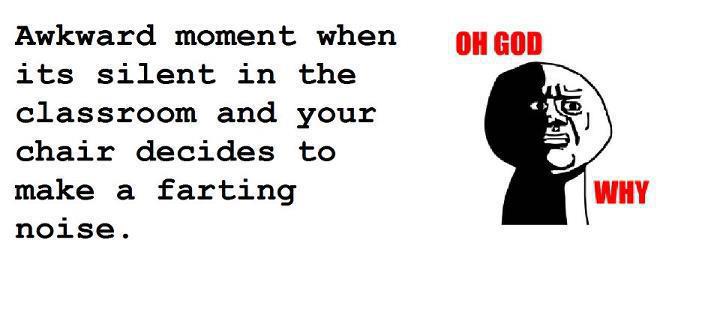 Awkward moment when
its silent in the
classroom and your
chair decides to
make a farting
noise.
OH GOD
WHY